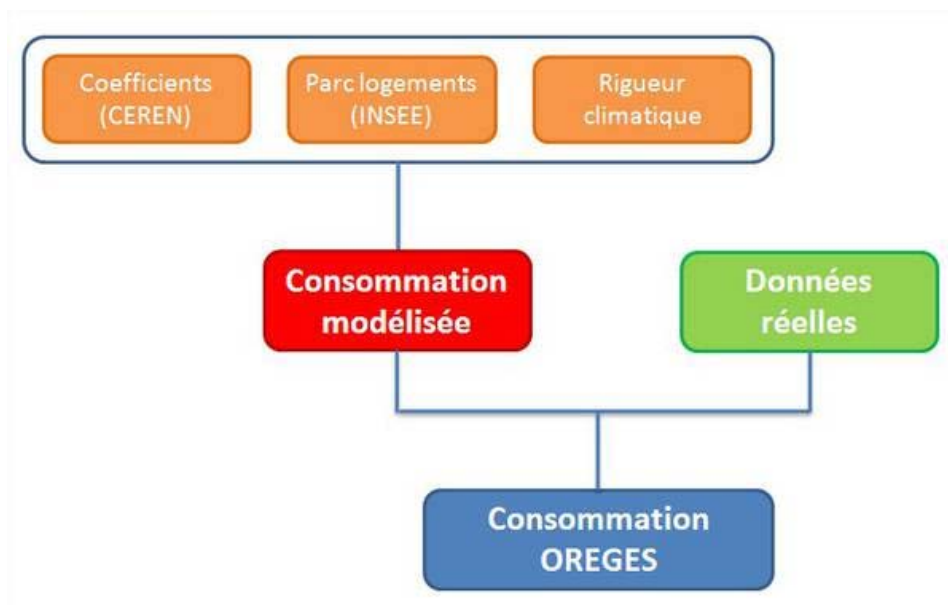 Coefficients
(CEREN)
Parc logements
(INSEE)
Rigueur
climatique
Consommation
modélisée
Données
réelles
Consommation
OREGES